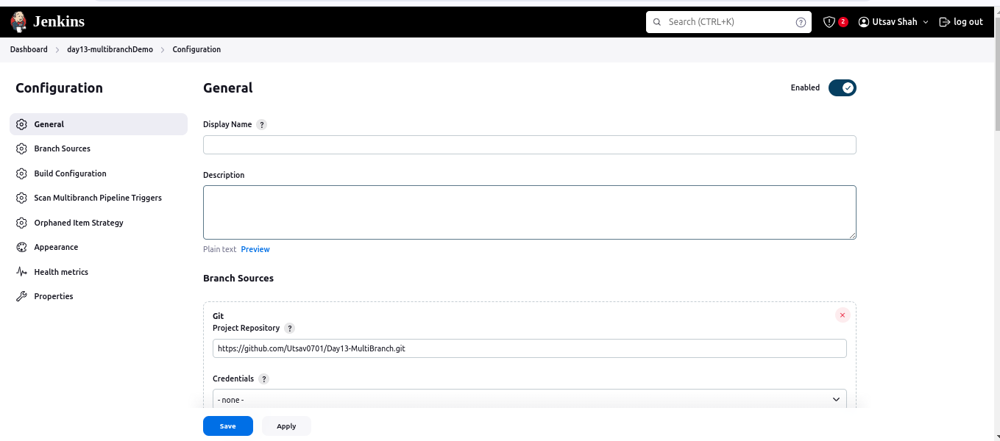 Jenkins
Search (CTRL+K)
?
2
Utsav Shah
log out
Dashboard
day13-multibranchDemo
Configuration
Configuration
General
Branch Sources
Build Configuration
Scan Multibranch Pipeline Triggers
Orphaned Item Strategy
Appearance
Health metrics
Properties
General
Enabled
Display Name ?
Description
Plain text Preview
Branch Sources
Git
Project Repository ?
https://github.com/Utsav0701/Day13-MultiBranch.git
Credentials ?
- none -
Save
Apply